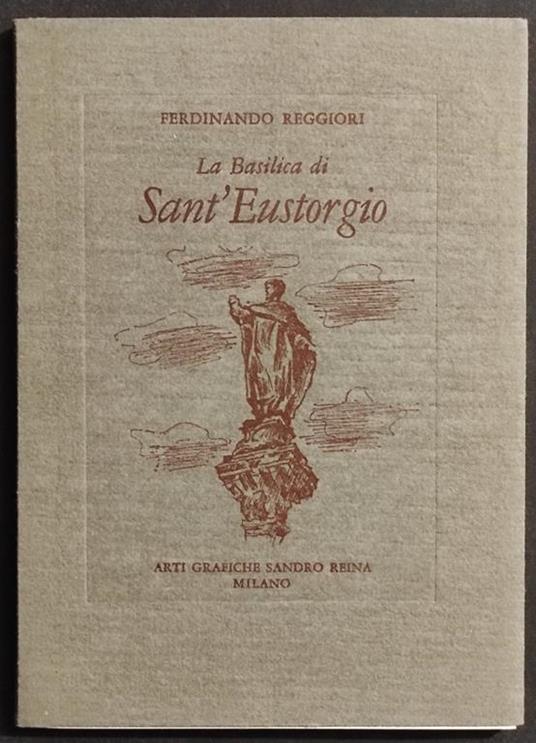 FERDINANDO REGGIORI
La Basilica di
Sant'Eustorgio
ARTI GRAFICHE SANDRO REINA
MILANO